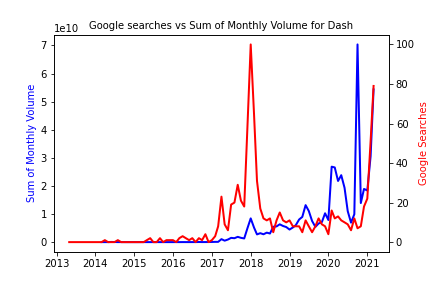 Google searches vs Sum of Monthly Volume for Dash
1e10
7
6
5
4
3
2
1
0
Sum of Monthly Volume
100
80
60
40
20
0
Google Searches
2013 2014 2015 2016 2017 2018 2019 2020 2021